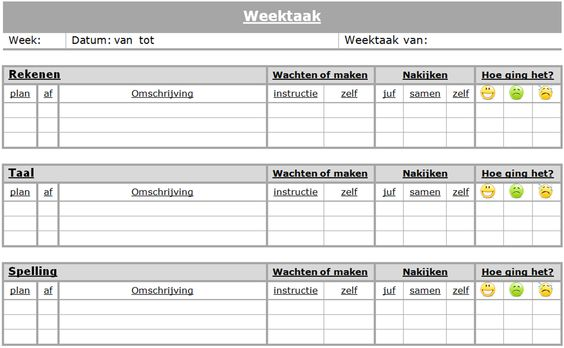 Weektaak
Week: Datum: van tot Weektaak van:
Rekenen Wachten of maken Nakijken Hoe ging het?
plan af Omschrijving instructie zelf juf samen zelf
Taal Wachten of maken Nakijken Hoe ging het?
plan af Omschrijving instructie zelf juf samen zelf
Spelling Wachten of maken Nakijken Hoe ging het?
plan af Omschrijving instructie zelf juf samen zelf